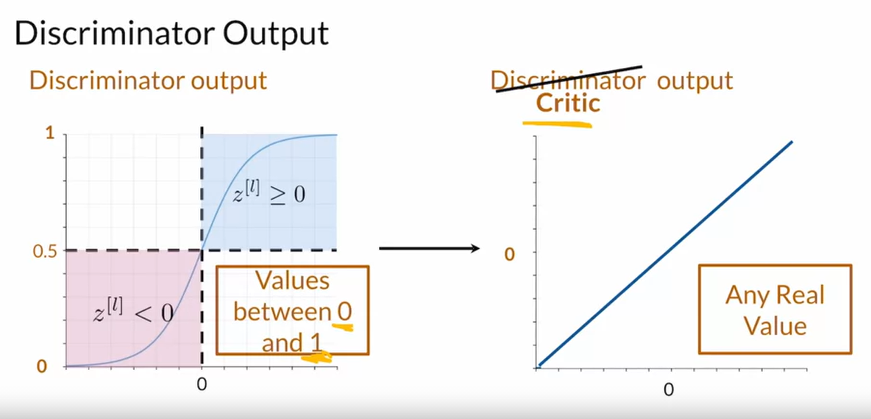 Discriminator Output
Discriminator output
1
0.5
0
z^[l] ≥ 0
z^[l] < 0
Values
between 0
and 1
0
Discriminator output
Critic
0
Any Real
Value
0